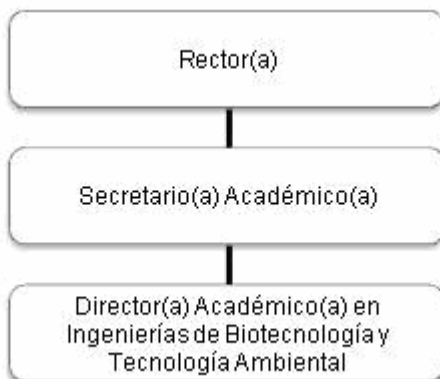 Rector(a)
Secretario(a) Académico(a)
Director(a) Académico(a) en
Ingenierías de Biotecnología y
Tecnología Ambiental